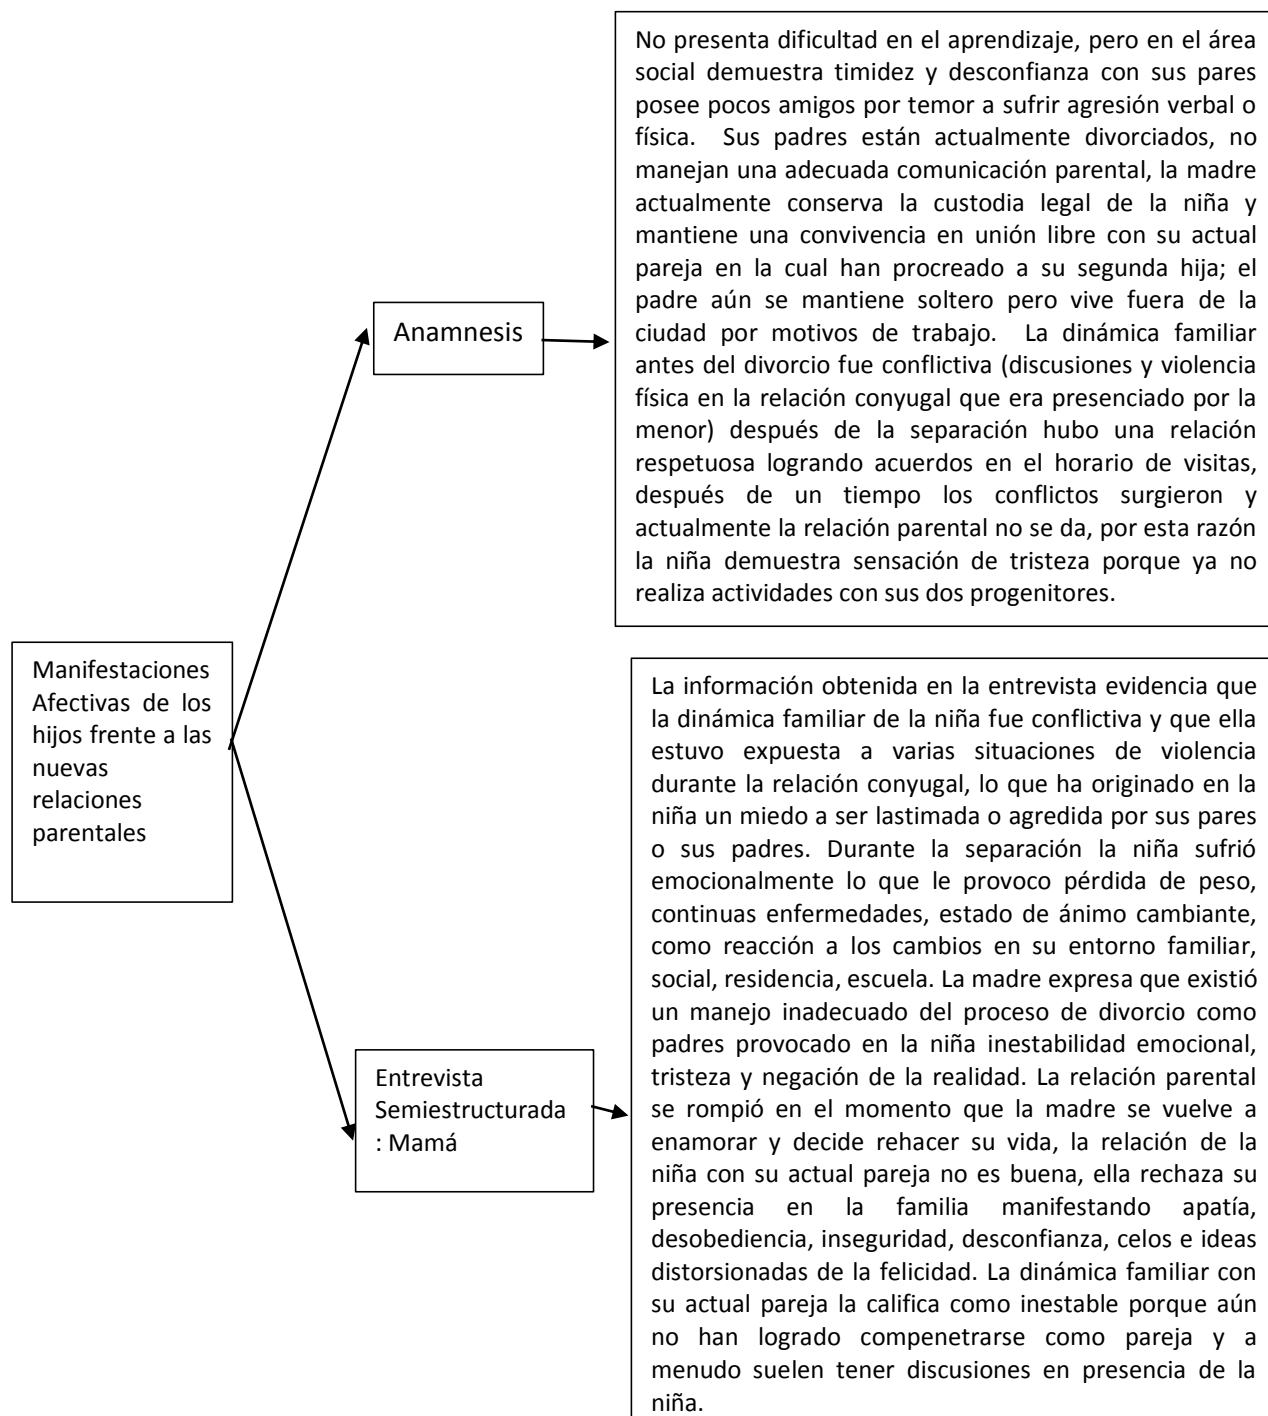 Manifestaciones
Afectivas de los
hijos frente a las
nuevas
relaciones
parentales
Anamnesis
No presenta dificultad en el aprendizaje, pero en el área
social demuestra timidez y desconfianza con sus pares
posee pocos amigos por temor a sufrir agresión verbal o
física. Sus padres están actualmente divorciados, no
manejan una adecuada comunicación parental, la madre
actualmente conserva la custodia legal de la niña y
mantiene una convivencia en unión libre con su actual
pareja en la cual han procreado a su segunda hija; el
padre aún se mantiene soltero pero vive fuera de la
ciudad por motivos de trabajo. La dinámica familiar
antes del divorcio fue conflictiva (discusiones y violencia
física en la relación conyugal que era presenciado por la
menor) después de la separación hubo una relación
respetuosa logrando acuerdos en el horario de visitas,
después de un tiempo los conflictos surgieron y
actualmente la relación parental no se da, por esta razón
la niña demuestra sensación de tristeza porque ya no
realiza actividades con sus dos progenitores.
Entrevista
Semiestructurada
: Mamá
La información obtenida en la entrevista evidencia que
la dinámica familiar de la niña fue conflictiva y que ella
estuvo expuesta a varias situaciones de violencia
durante la relación conyugal, lo que ha originado en la
niña un miedo a ser lastimada o agredida por sus pares
o sus padres. Durante la separación la niña sufrió
emocionalmente lo que le provoco pérdida de peso,
continuas enfermedades, estado de ánimo cambiante,
como reacción a los cambios en su entorno familiar,
social, residencia, escuela. La madre expresa que existió
un manejo inadecuado del proceso de divorcio como
padres provocado en la niña inestabilidad emocional,
tristeza y negación de la realidad. La relación parental
se rompió en el momento que la madre se vuelve a
enamorar y decide rehacer su vida, la relación de la
niña con su actual pareja no es buena, ella rechaza su
presencia en la familia manifestando apatía,
desobediencia, inseguridad, desconfianza, celos e ideas
distorsionadas de la felicidad. La dinámica familiar con
su actual pareja la califica como inestable porque aún
no han logrado compenetrarse como pareja y a
menudo suelen tener discusiones en presencia de la
niña.